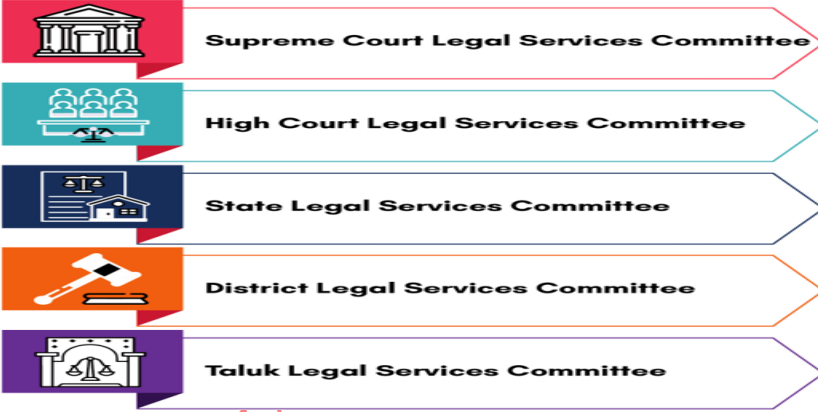 Supreme Court Legal Services Committee
High Court Legal Services Committee
State Legal Services Committee
District Legal Services Committee
Taluk Legal Services Committee